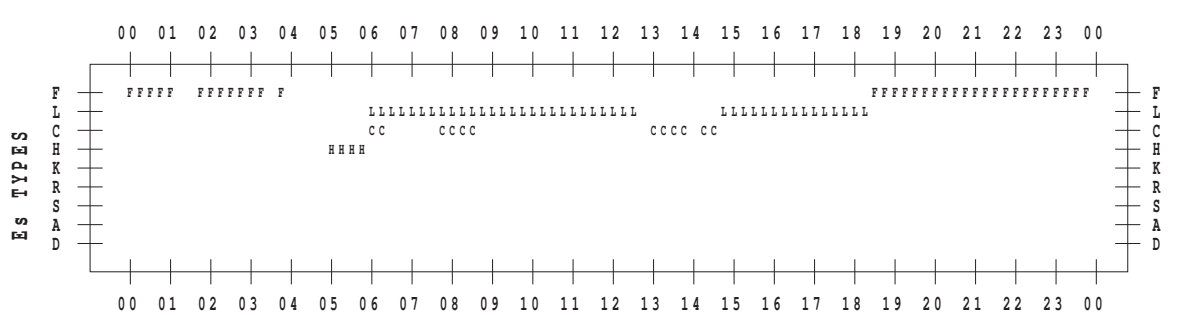 00 01 02 03 04 05 06 07 08 09 10 11 12 13 14 15 16 17 18 19 20 21 22 23 00
Es TYPES
F FFFFF FFFFFFF F FFFFFFFFFFFFFFFFFFFFFF F
L LLLLLLLLLLLLLLLLLLLLLLLLLLL LLLLLLLLLLLLLLL L
C CC CCCC CCCC CC C
H HHHH H
K K
R R
S S
A A
D D
00 01 02 03 04 05 06 07 08 09 10 11 12 13 14 15 16 17 18 19 20 21 22 23 00